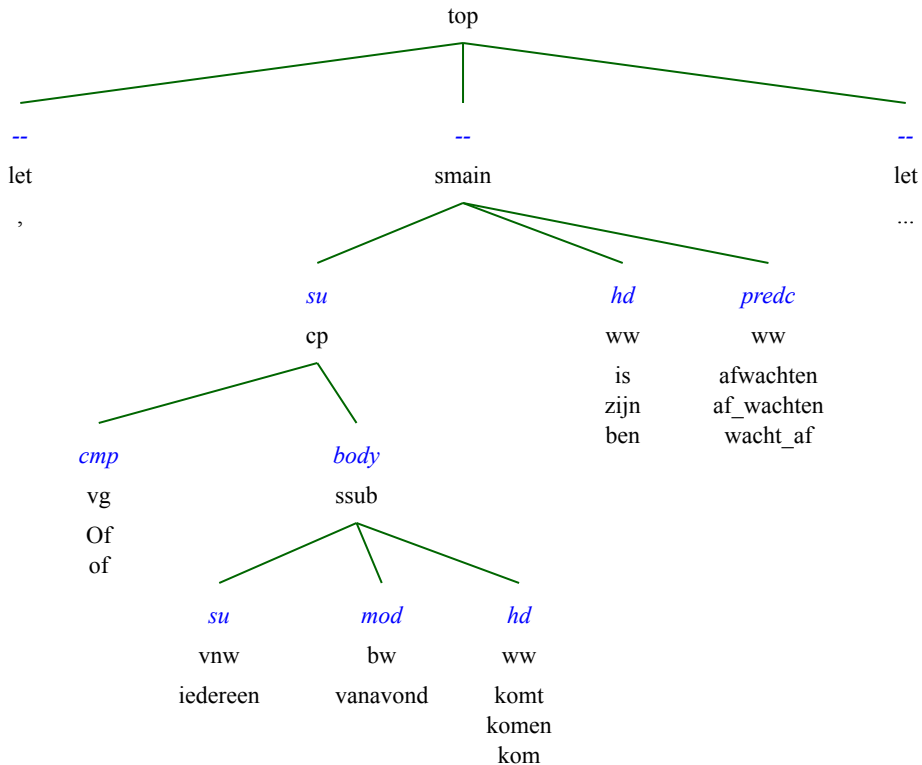 top
-- -- --
let smain let
, ...
su hd predc
cp ww ww
is afwachten
zijn af_wachten
ben wacht_af
cmp body
vg ssub
Of
of
su mod hd
vnw bw ww
iedereen vanavond komt
komen
kom